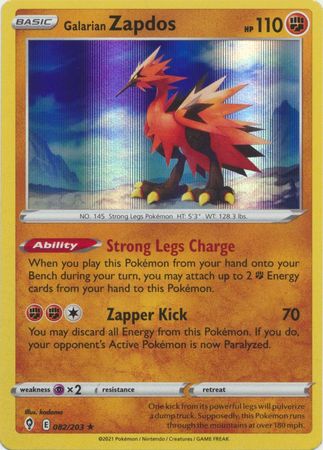 BASIC
Galarian Zapdos
HP 110
NO. 145 Strong Legs Pokémon HT: 5'3" WT: 128.3 lbs.
Ability Strong Legs Charge
When you play this Pokémon from your hand onto your
Bench during your turn, you may attach up to 2 Energy
cards from your hand to this Pokémon.
Zapper Kick 70
You may discard all Energy from this Pokémon. If you do,
your opponent's Active Pokémon is now Paralyzed.
weakness ×2 resistance retreat
Illus. kodama
E 082/203 ★
One kick from its powerful legs will pulverize
a dump truck. Supposedly, this Pokémon runs
through the mountains at over 180 mph.
©2021 Pokémon / Nintendo / Creatures / GAME FREAK